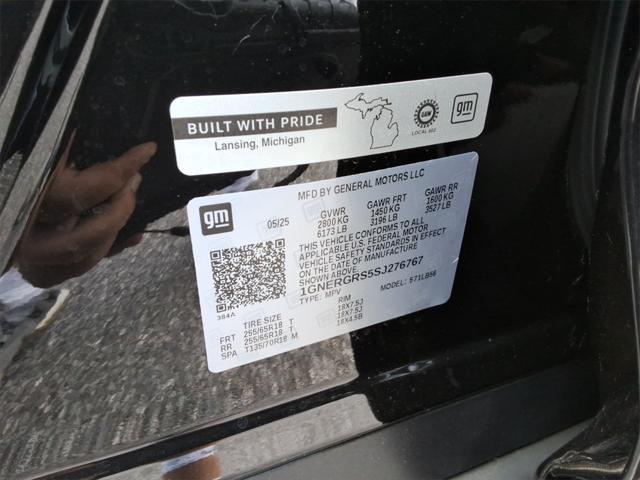 BUILT WITH PRIDE
Lansing, Michigan
UAW
LOCAL 602
gm
MFD BY GENERAL MOTORS LLC
gm
05/25
GVWR
2800 KG
6173 LB
GAWR FRT
1450 KG
3196 LB
GAWR RR
1600 KG
3527 LB
THIS VEHICLE CONFORMS TO ALL
APPLICABLE U.S. FEDERAL MOTOR
VEHICLE SAFETY STANDARDS IN EFFECT
ON THE DATE OF MANUFACTURE
SHOWN ABOVE
1GNERGRS5SJ276767
TYPE: MPV
MODEL: 571LB56
384A
TIRE SIZE
RIM
FRT 255/65R18 T 18X7.5J
RR 255/65R18 T 18X7.5J
SPA T135/70R18 M 18X4.5B